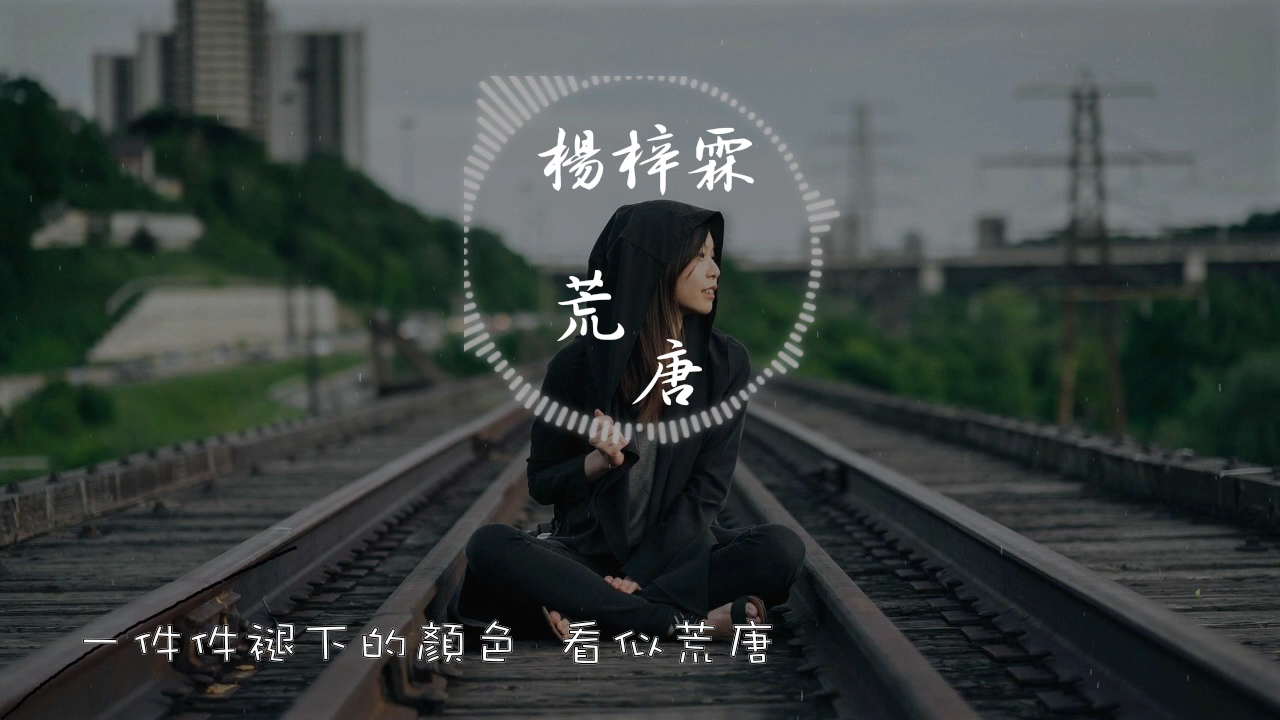 楊梓霖
荒
唐
一件件褪下的顏色 看似荒唐